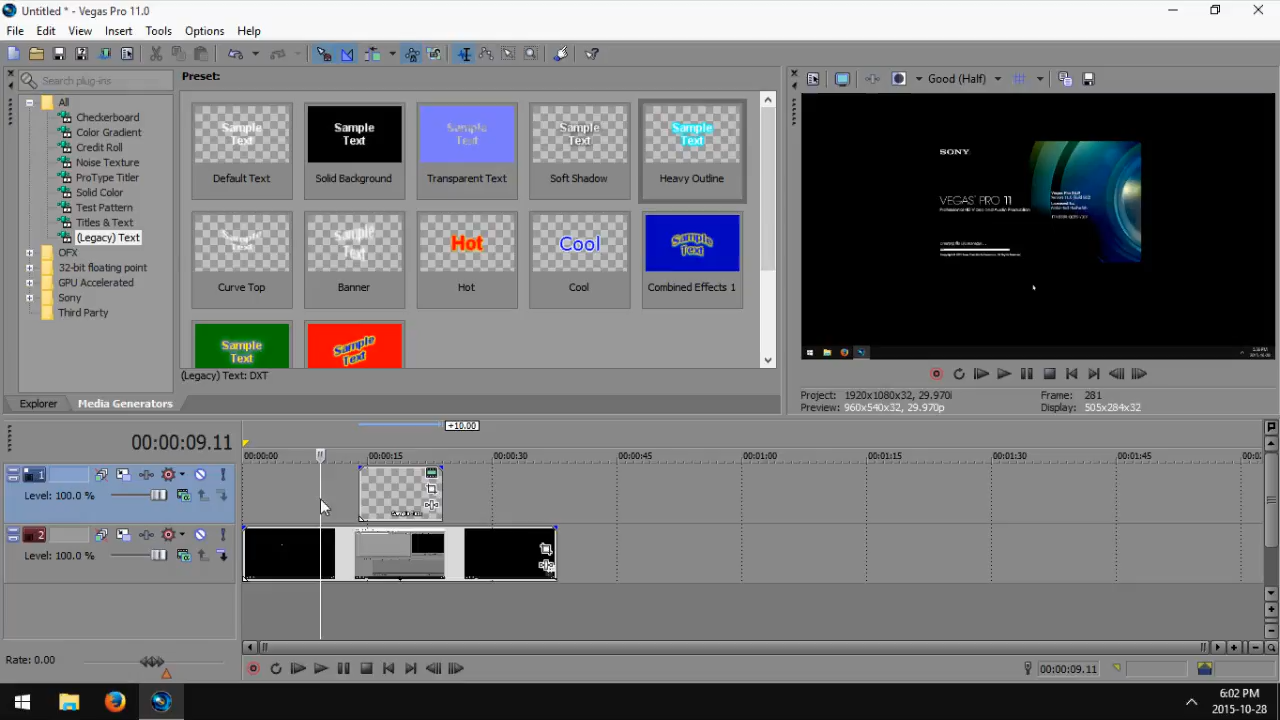 Untitled * - Vegas Pro 11.0
File Edit View Insert Tools Options Help
Search plug-ins
Preset:
Good (Half)
All
Checkerboard
Color Gradient
Credit Roll
Noise Texture
ProType Titler
Solid Color
Test Pattern
Titles & Text
(Legacy) Text
OFX
32-bit floating point
GPU Accelerated
Sony
Third Party
Sample Text
Default Text
Sample Text
Solid Background
Sample Text
Transparent Text
Sample Text
Soft Shadow
Sample Text
Heavy Outline
Sample Text
Curve Top
Sample Text
Banner
Hot
Hot
Cool
Cool
Sample Text
Combined Effects 1
Sample Text
Sample Text
(Legacy) Text: DXT
Explorer Media Generators
SONY
VEGAS PRO 11
Project: 1920x1080x32, 29.970i Frame: 281
Preview: 960x540x32, 29.970p Display: 505x284x32
00:00:09.11
+10.00
00:00:00 00:00:15 00:00:30 00:00:45 00:01:00 00:01:15 00:01:30 00:01:45
1
Level: 100.0 %
2
Level: 100.0 %
Rate: 0.00
00:00:09.11
6:02 PM
2015-10-28